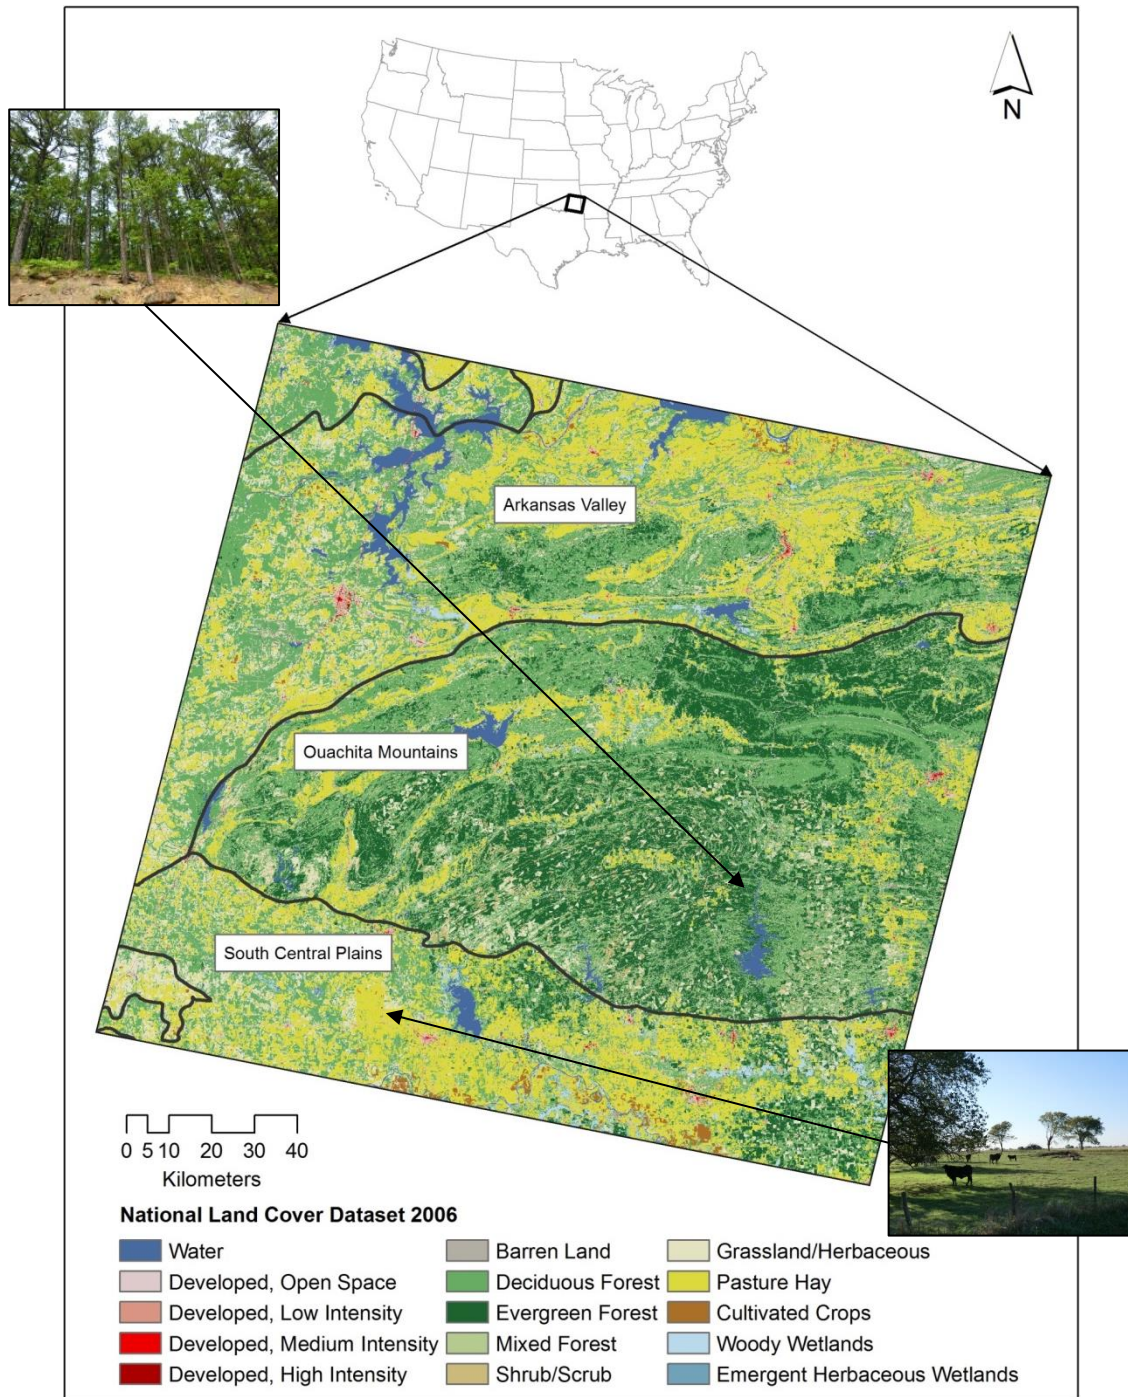 N
Arkansas Valley
Ouachita Mountains
South Central Plains
0 5 10 20 30 40
Kilometers
National Land Cover Dataset 2006
Water
Developed, Open Space
Developed, Low Intensity
Developed, Medium Intensity
Developed, High Intensity
Barren Land
Deciduous Forest
Evergreen Forest
Mixed Forest
Shrub/Scrub
Grassland/Herbaceous
Pasture Hay
Cultivated Crops
Woody Wetlands
Emergent Herbaceous Wetlands